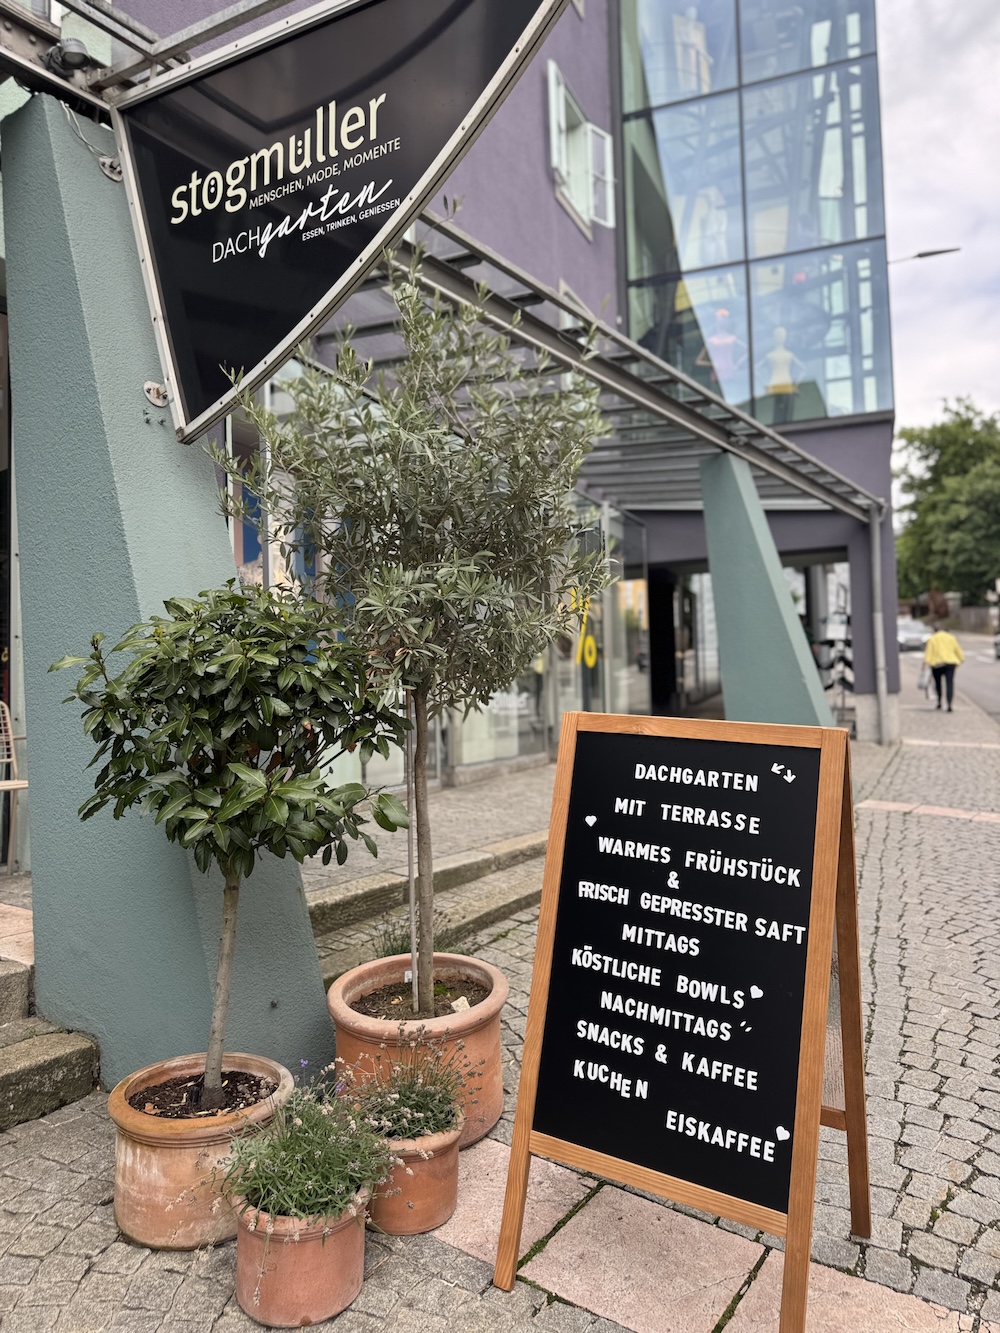 stögmüller
MENSCHEN, MODE, MOMENTE
DACHgarten
ESSEN, TRINKEN, GENIESSEN
%
DACHGARTEN
MIT TERRASSE
WARMES FRÜHSTÜCK
&
FRISCH GEPRESSTER SAFT
MITTAGS
KÖSTLICHE BOWLS
NACHMITTAGS
SNACKS & KAFFEE
KUCHEN
EISKAFFEE